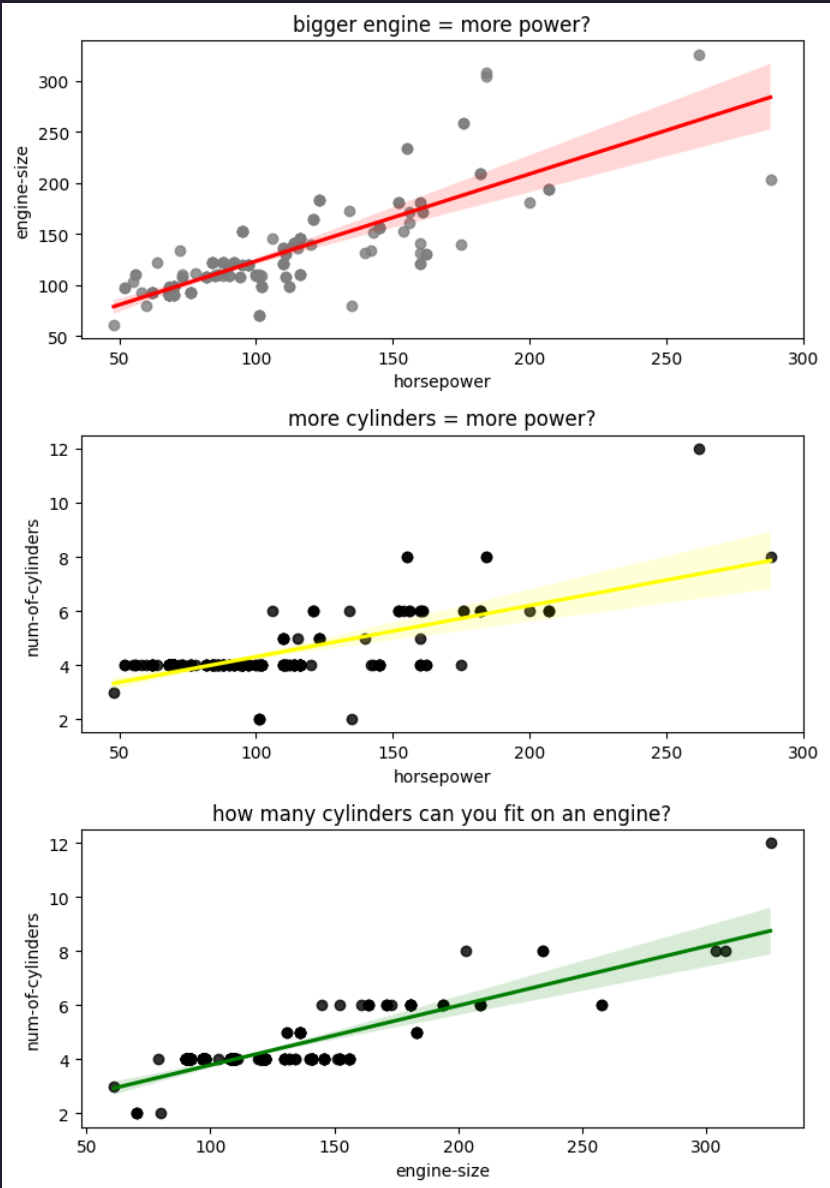 bigger engine = more power?
engine-size
300
250
200
150
100
50
50 100 150 200 250 300
horsepower
more cylinders = more power?
num-of-cylinders
12
10
8
6
4
2
50 100 150 200 250 300
horsepower
how many cylinders can you fit on an engine?
num-of-cylinders
12
10
8
6
4
2
50 100 150 200 250 300
engine-size